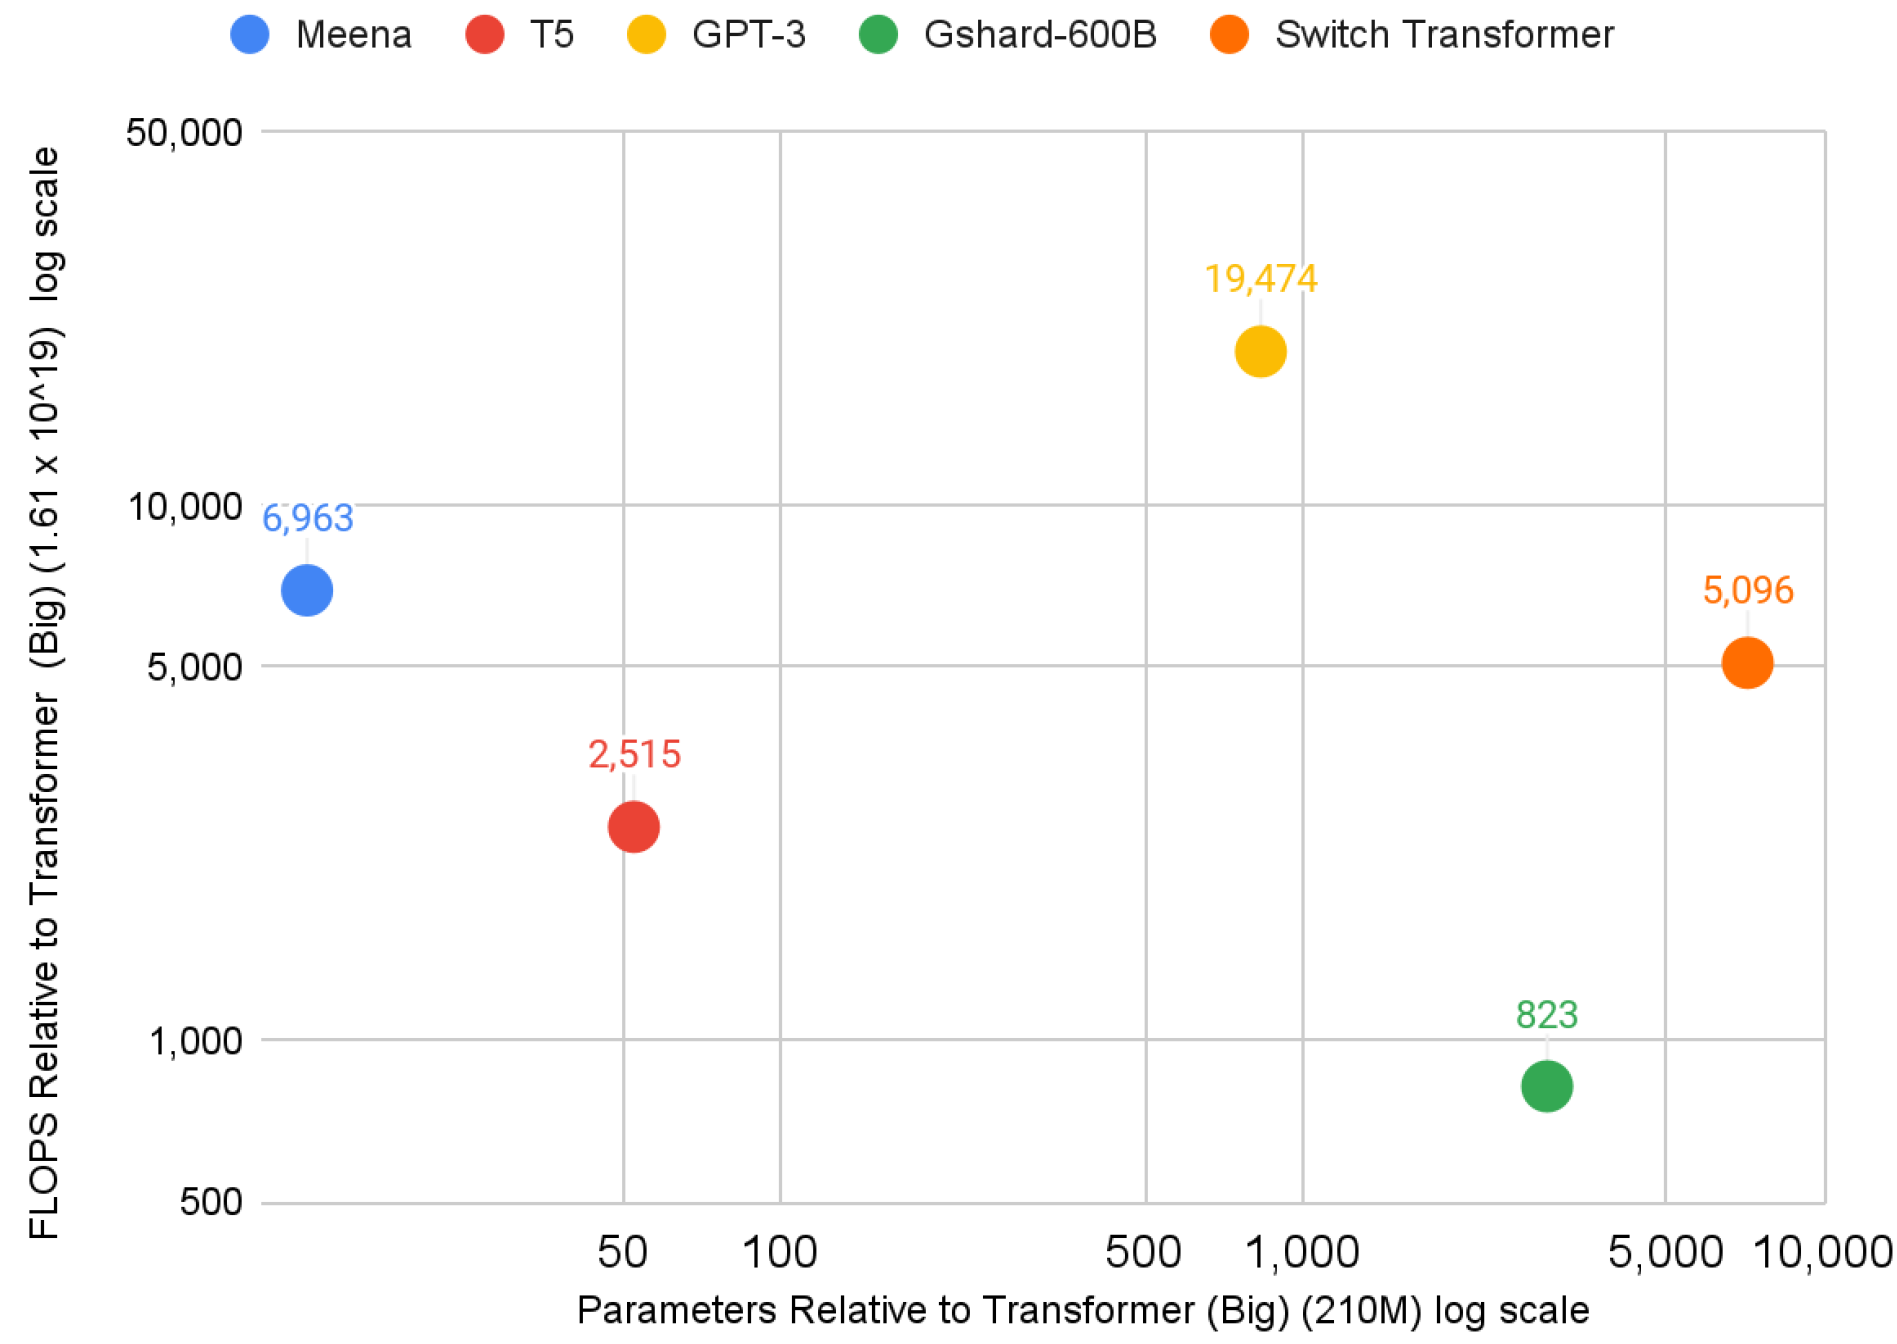 Meena T5 GPT-3 Gshard-600B Switch Transformer
FLOPS Relative to Transformer (Big) (1.61 x 10^19) log scale
50,000
19,474
10,000
6,963
5,096
5,000
2,515
823
1,000
500
50 100 500 1,000 5,000 10,000
Parameters Relative to Transformer (Big) (210M) log scale